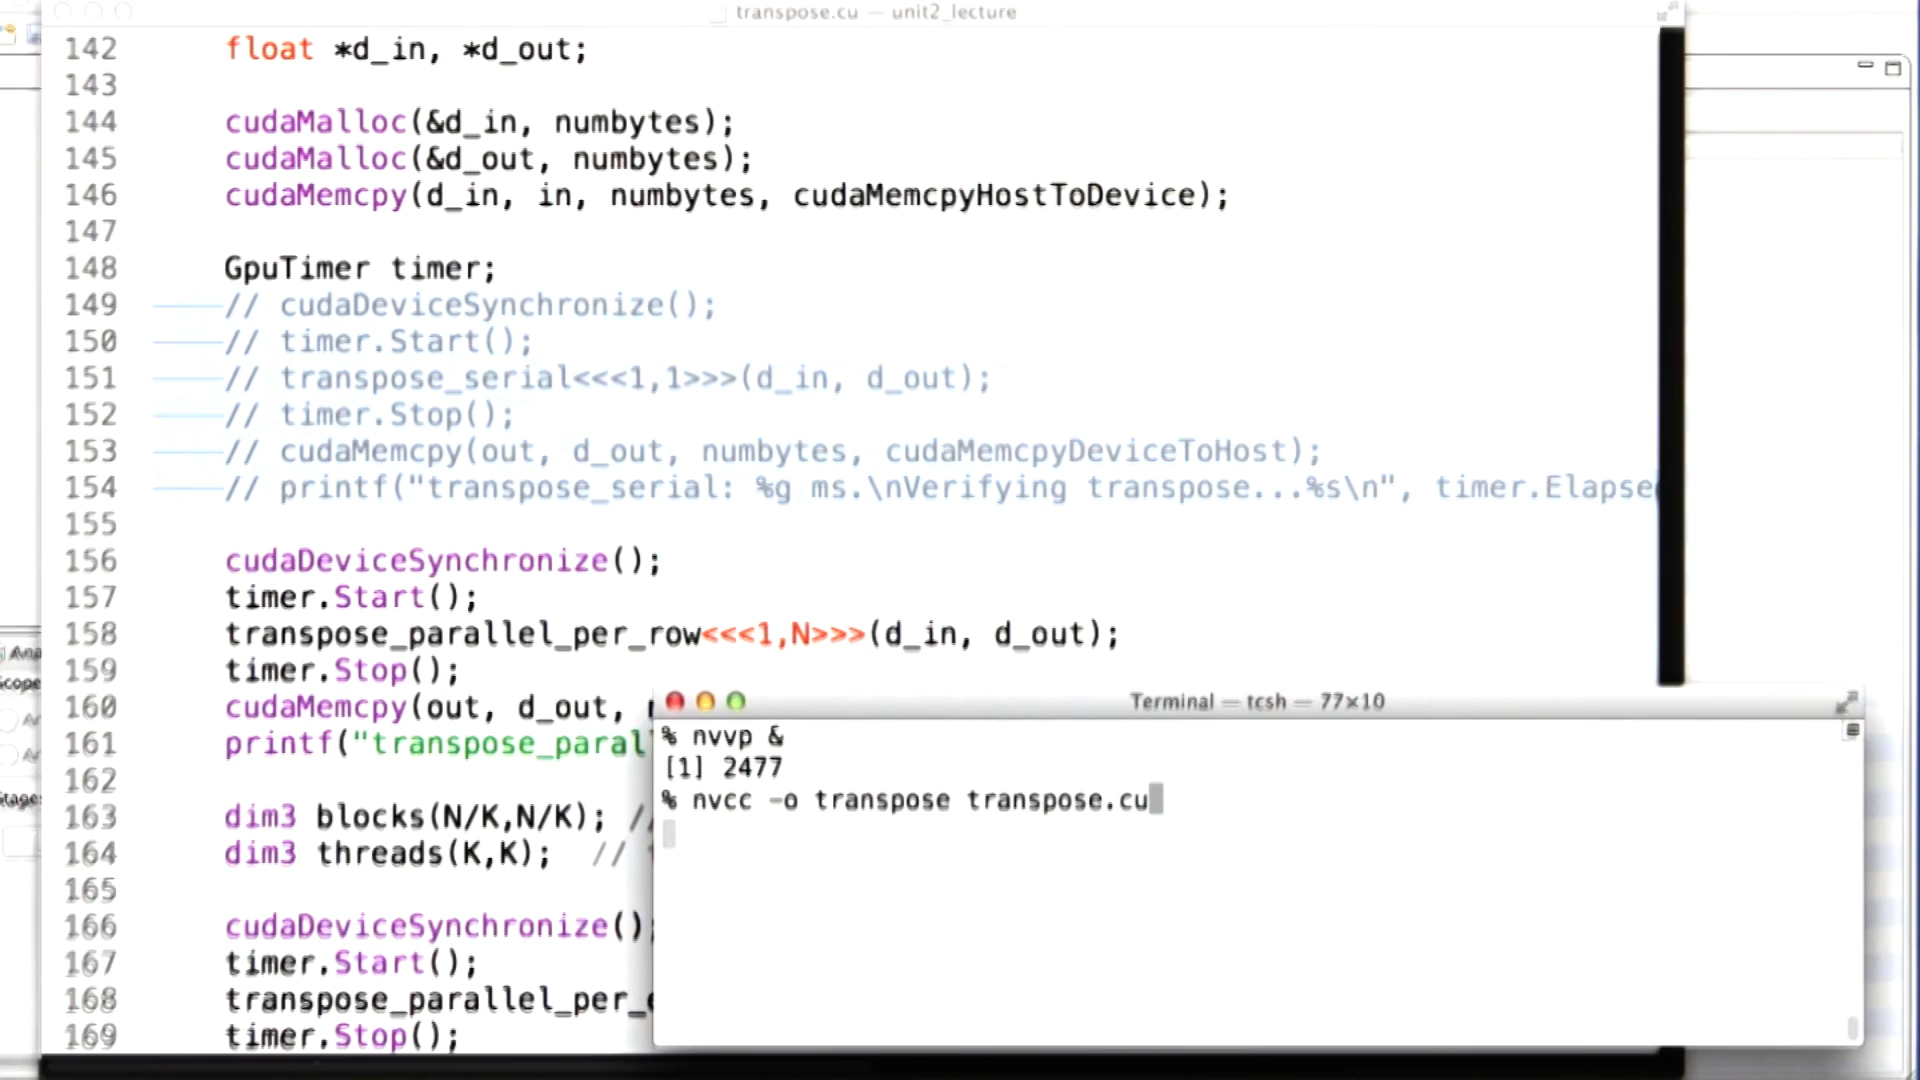 transpose.cu — unit2_lecture
142 float *d_in, *d_out;
143
144 cudaMalloc(&d_in, numbytes);
145 cudaMalloc(&d_out, numbytes);
146 cudaMemcpy(d_in, in, numbytes, cudaMemcpyHostToDevice);
147
148 GpuTimer timer;
149 // cudaDeviceSynchronize();
150 // timer.Start();
151 // transpose_serial<<<1,1>>>(d_in, d_out);
152 // timer.Stop();
153 // cudaMemcpy(out, d_out, numbytes, cudaMemcpyDeviceToHost);
154 // printf("transpose_serial: %g ms.\nVerifying transpose...%s\n", timer.Elapse
155
156 cudaDeviceSynchronize();
157 timer.Start();
158 transpose_parallel_per_row<<<1,N>>>(d_in, d_out);
159 timer.Stop();
160 cudaMemcpy(out, d_out,
161 printf("transpose_paral
162
163 dim3 blocks(N/K,N/K); //
164 dim3 threads(K,K); //
165
166 cudaDeviceSynchronize();
167 timer.Start();
168 transpose_parallel_per_
169 timer.Stop();
Terminal — tcsh — 77×10
% nvvp &
[1] 2477
% nvcc -o transpose transpose.cu